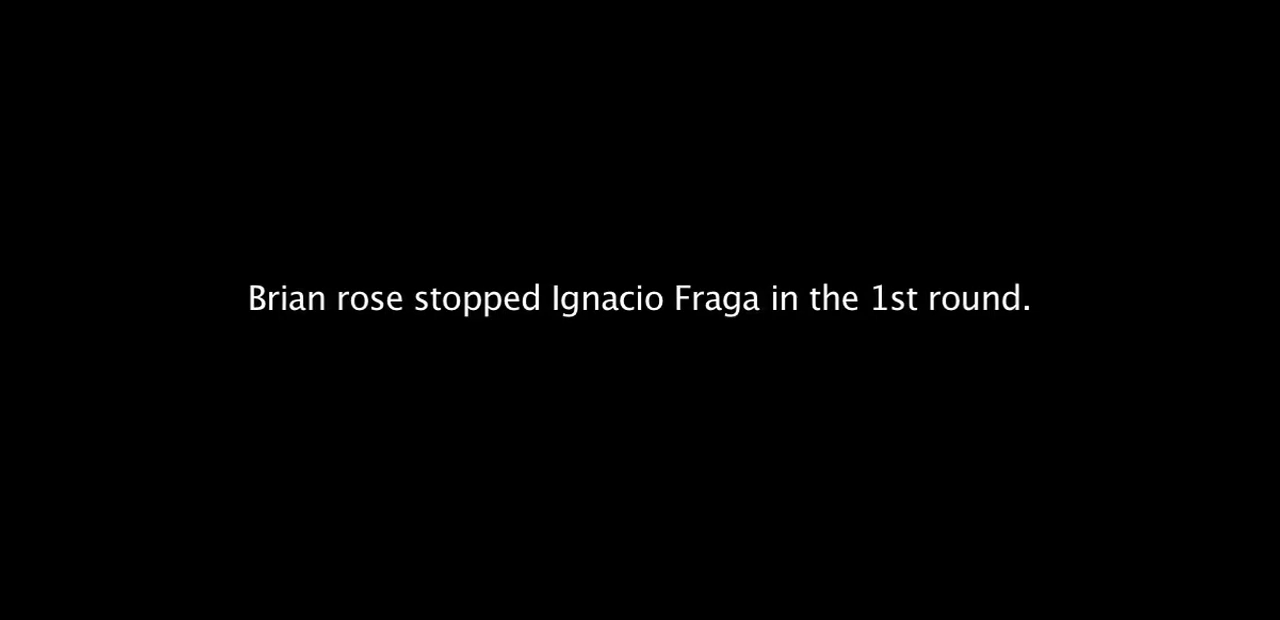 Brian rose stopped Ignacio Fraga in the 1st round.